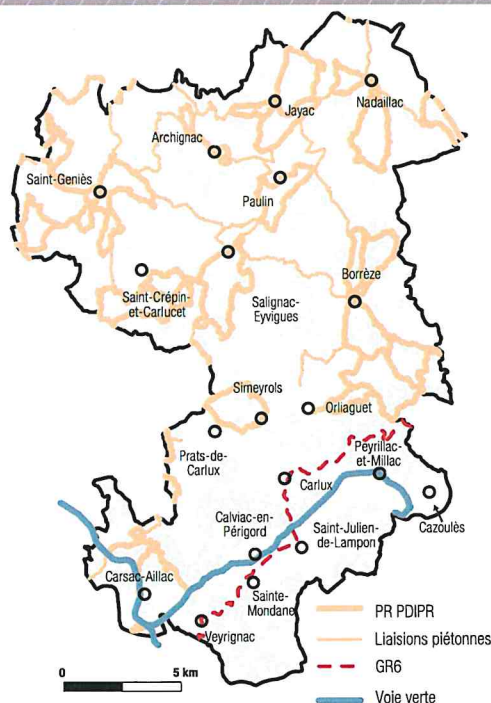 Nadaillac
Jayac
Archignac
Saint-Geniès
Paulin
Borrèze
Saint-Crépin-
et-Carlucet
Salignac-
Eyvigues
Simeyrols
Orliaguet
Prats-de-
Carlux
Peyrillac-
et-Millac
Carlux
Cazoulès
Calviac-en-
Périgord
Saint-Julien-
de-Lampon
Carsac-Aillac
Sainte-
Mondane
Veyrignac
PR PDIPR
Liaisions piétonnes
GR6
Voie verte
0 5 km